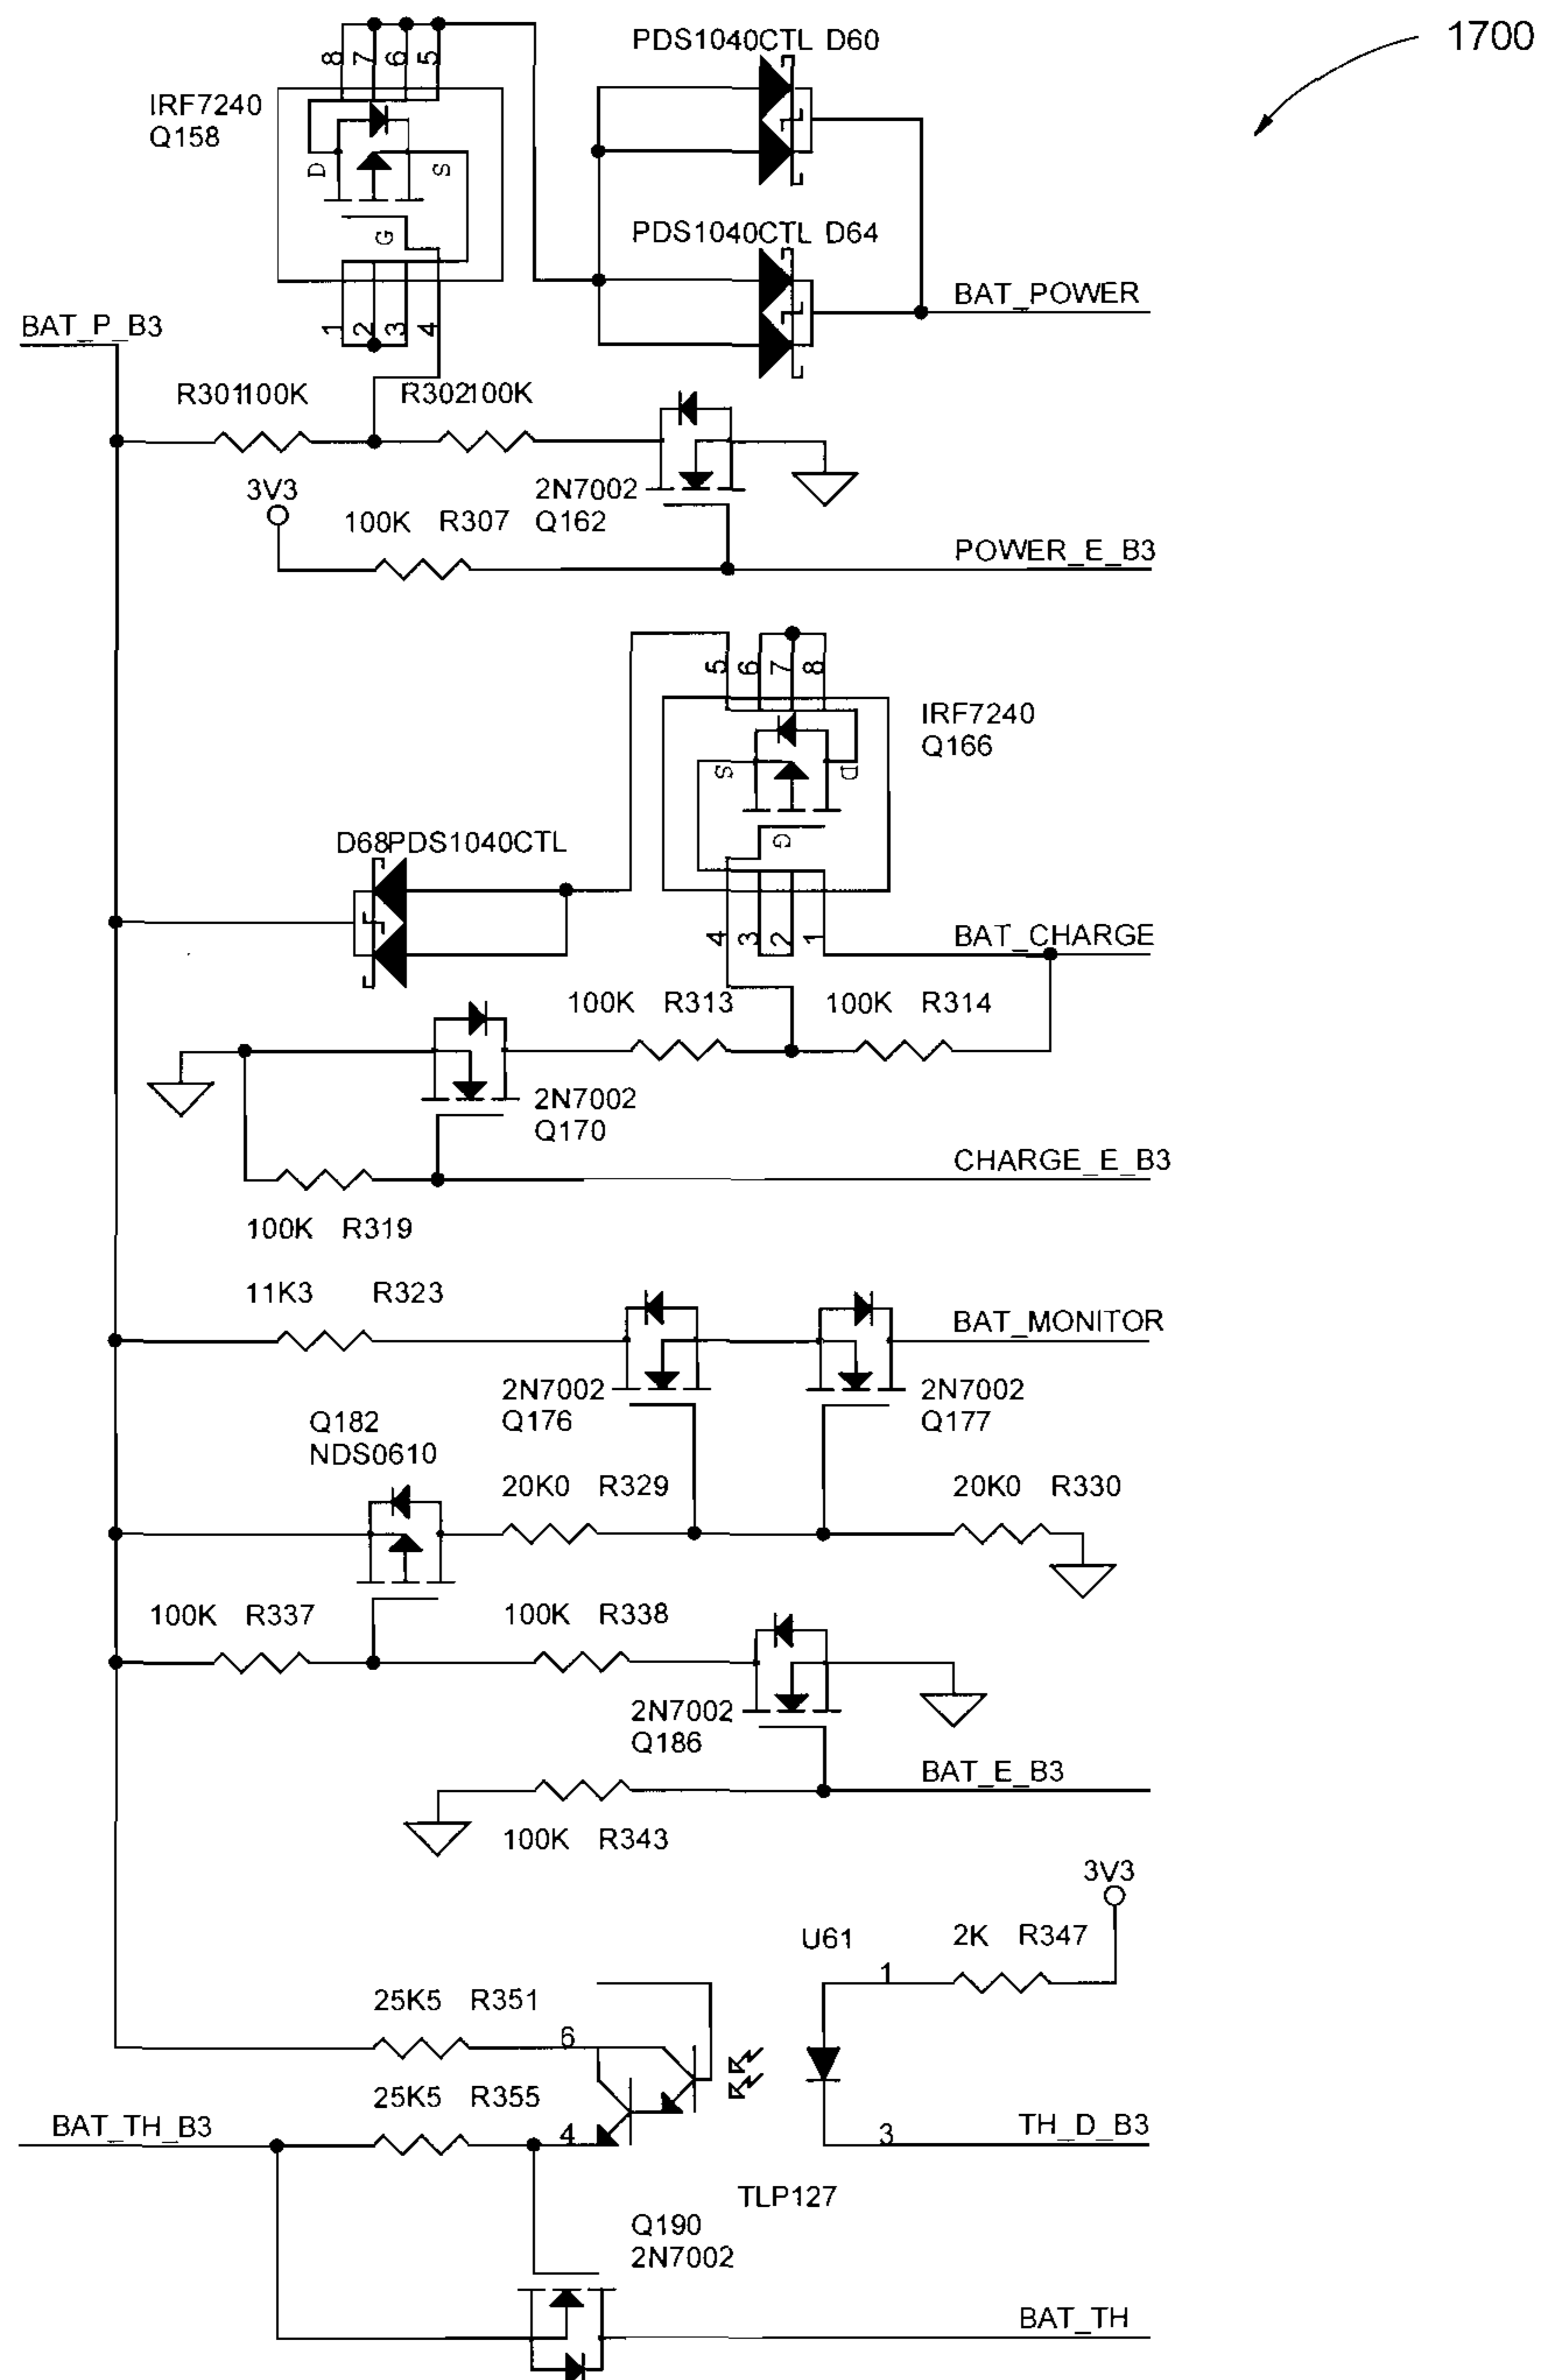 1700
PDS1040CTL D60
8 7 6 5
IRF7240
Q158
D S
G
PDS1040CTL D64
BAT_POWER
BAT_P_B3
1 2 3 4
R301100K R302100K
3V3
2N7002
Q162
100K R307
POWER_E_B3
5 6 7 8
IRF7240
Q166
S D
G
D68PDS1040CTL
4 3 2 1
BAT_CHARGE
100K R313 100K R314
2N7002
Q170
CHARGE_E_B3
100K R319
11K3 R323
BAT_MONITOR
2N7002
Q176
2N7002
Q177
Q182
NDS0610
20K0 R329 20K0 R330
100K R337 100K R338
2N7002
Q186
BAT_E_B3
100K R343
3V3
U61 2K R347
1
25K5 R351
6
25K5 R355
BAT_TH_B3
4
3
TH_D_B3
TLP127
Q190
2N7002
BAT_TH